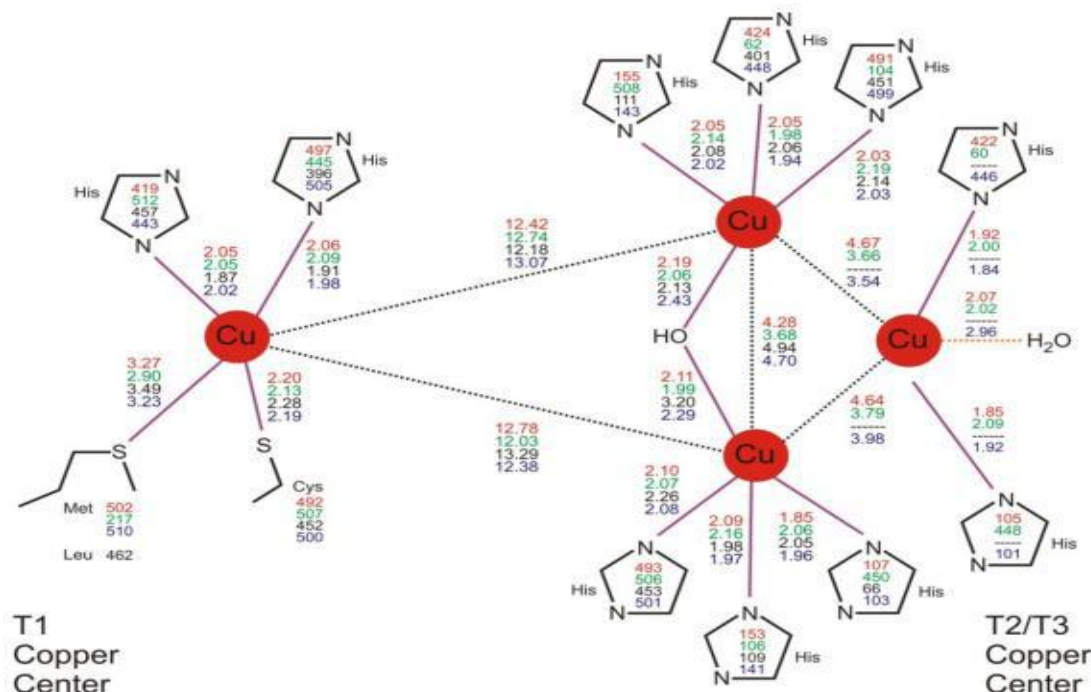 N
His
424
62
401
448
N
His
155
508
111
143
N
N
His
491
104
451
499
N
N
His
422
60
-----
446
N
N
His
419
512
457
443
N
N
His
497
445
396
505
N
2.05
2.14
2.08
2.02
2.05
1.98
2.06
1.94
2.03
2.19
2.14
2.03
1.92
2.00
-----
1.84
2.05
2.05
1.87
2.02
2.06
2.09
1.91
1.98
12.42
12.74
12.18
13.07
Cu
4.67
3.66
-----
3.54
2.19
2.06
2.13
2.43
2.07
2.02
-----
2.96
Cu
HO
4.28
3.68
4.94
4.70
Cu
H2O
3.27
2.90
3.49
3.23
2.20
2.13
2.28
2.19
2.11
1.99
3.20
2.29
4.64
3.79
-----
3.98
1.85
2.09
-----
1.92
12.78
12.03
13.29
12.38
Cu
S
S
Cys
492
507
452
500
Met
502
217
510
Leu 462
2.10
2.07
2.26
2.08
2.09
2.16
1.98
1.97
1.85
2.06
2.05
1.96
N
105
448
-----
101
N
His
N
His
493
506
453
501
N
N
107
450
66
103
N
His
N
153
106
109
141
N
His
T1
Copper
Center
T2/T3
Copper
Center